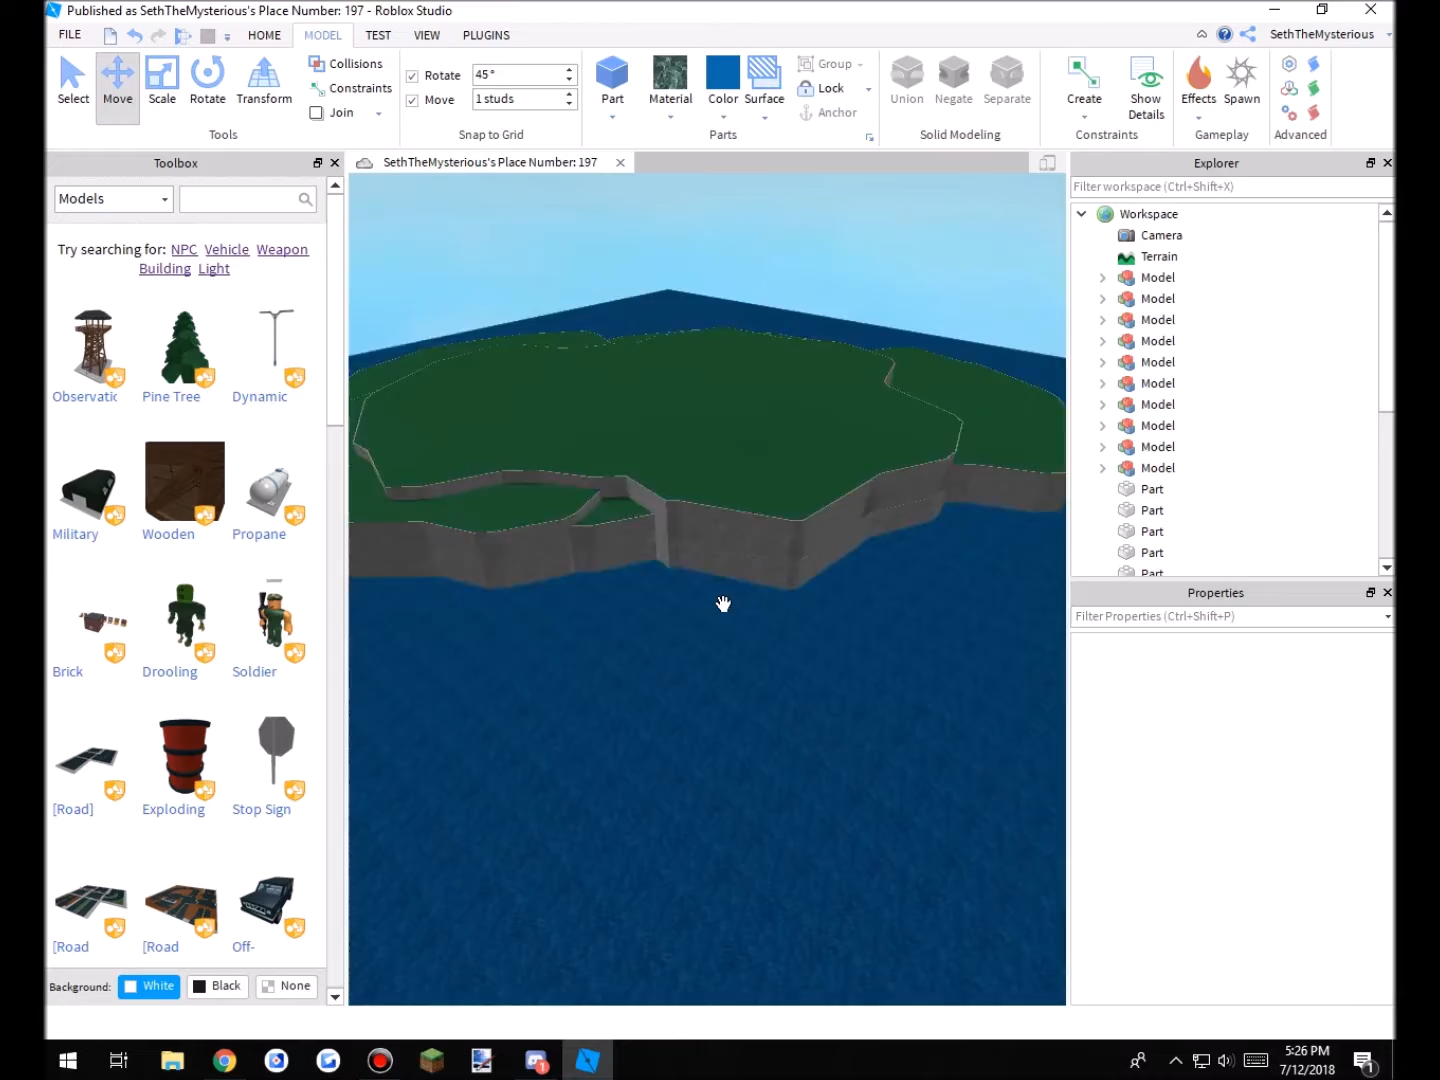 Published as SethTheMysterious's Place Number: 197 - Roblox Studio
FILE HOME MODEL TEST VIEW PLUGINS SethTheMysterious
Select Move Scale Rotate Transform
Tools
Collisions
Constraints
Join
Rotate 45°
Move 1 studs
Snap to Grid
Part Material Color Surface
Group
Lock
Anchor
Parts
Union Negate Separate
Solid Modeling
Create Show Details
Constraints
Effects Spawn
Gameplay
Advanced
Toolbox
SethTheMysterious's Place Number: 197
Explorer
Models
Try searching for: NPC Vehicle Weapon
Building Light
Observatic Pine Tree Dynamic
Military Wooden Propane
Brick Drooling Soldier
[Road] Exploding Stop Sign
[Road [Road Off-
Background: White Black None
Filter workspace (Ctrl+Shift+X)
Workspace
Camera
Terrain
Model
Model
Model
Model
Model
Model
Model
Model
Model
Model
Part
Part
Part
Part
Part
Properties
Filter Properties (Ctrl+Shift+P)
1
5:26 PM
7/12/2018
1